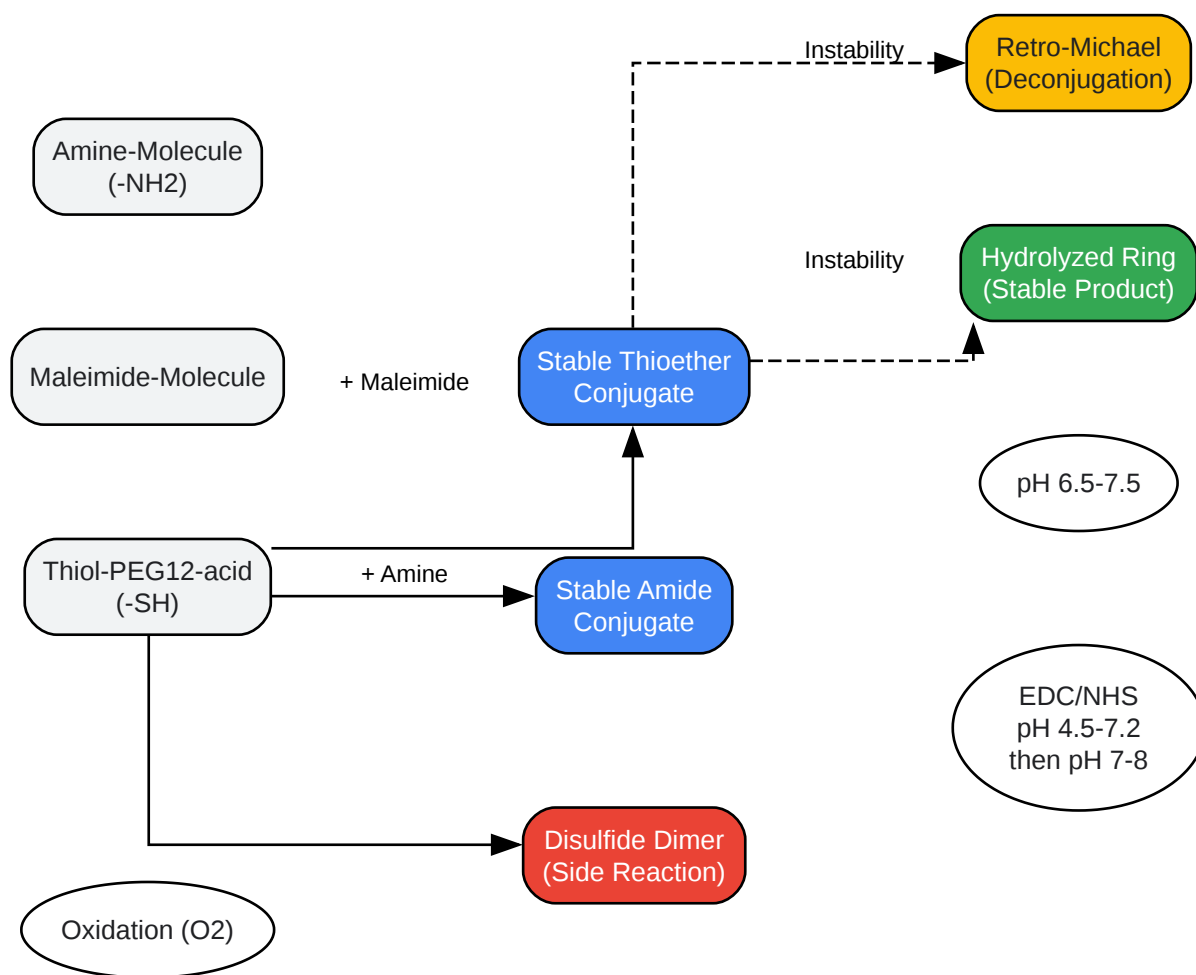 Instability
Retro-Michael
(Deconjugation)
Amine-Molecule
(-NH2)
Instability
Hydrolyzed Ring
(Stable Product)
Maleimide-Molecule
+ Maleimide
Stable Thioether
Conjugate
pH 6.5-7.5
Thiol-PEG12-acid
(-SH)
+ Amine
Stable Amide
Conjugate
EDC/NHS
pH 4.5-7.2
then pH 7-8
Disulfide Dimer
(Side Reaction)
Oxidation (O2)